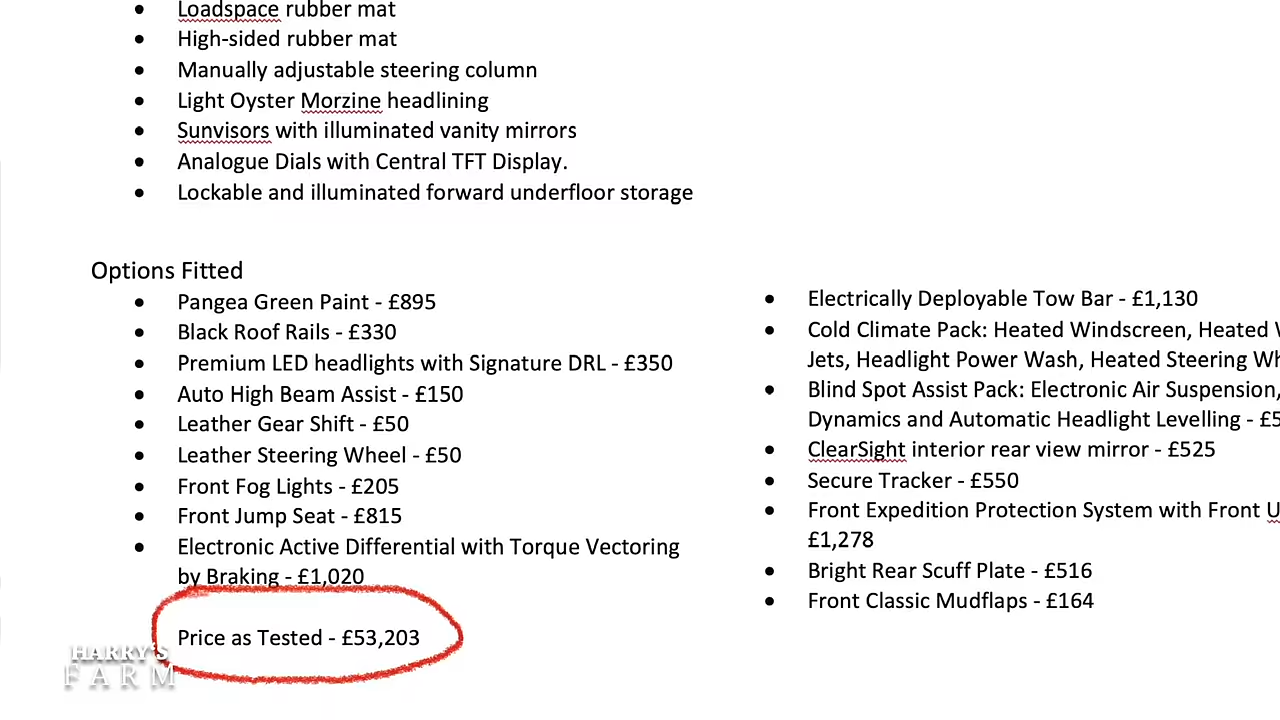 Loadspace rubber mat
High-sided rubber mat
Manually adjustable steering column
Light Oyster Morzine headlining
Sunvisors with illuminated vanity mirrors
Analogue Dials with Central TFT Display.
Lockable and illuminated forward underfloor storage
Options Fitted
Pangea Green Paint - £895
Black Roof Rails - £330
Premium LED headlights with Signature DRL - £350
Auto High Beam Assist - £150
Leather Gear Shift - £50
Leather Steering Wheel - £50
Front Fog Lights - £205
Front Jump Seat - £815
Electronic Active Differential with Torque Vectoring
by Braking - £1,020
Price as Tested - £53,203
Electrically Deployable Tow Bar - £1,130
Cold Climate Pack: Heated Windscreen, Heated
Jets, Headlight Power Wash, Heated Steering
Blind Spot Assist Pack: Electronic Air Suspension,
Dynamics and Automatic Headlight Levelling -
ClearSight interior rear view mirror - £525
Secure Tracker - £550
Front Expedition Protection System with Front
£1,278
Bright Rear Scuff Plate - £516
Front Classic Mudflaps - £164
HARRY'S
FARM